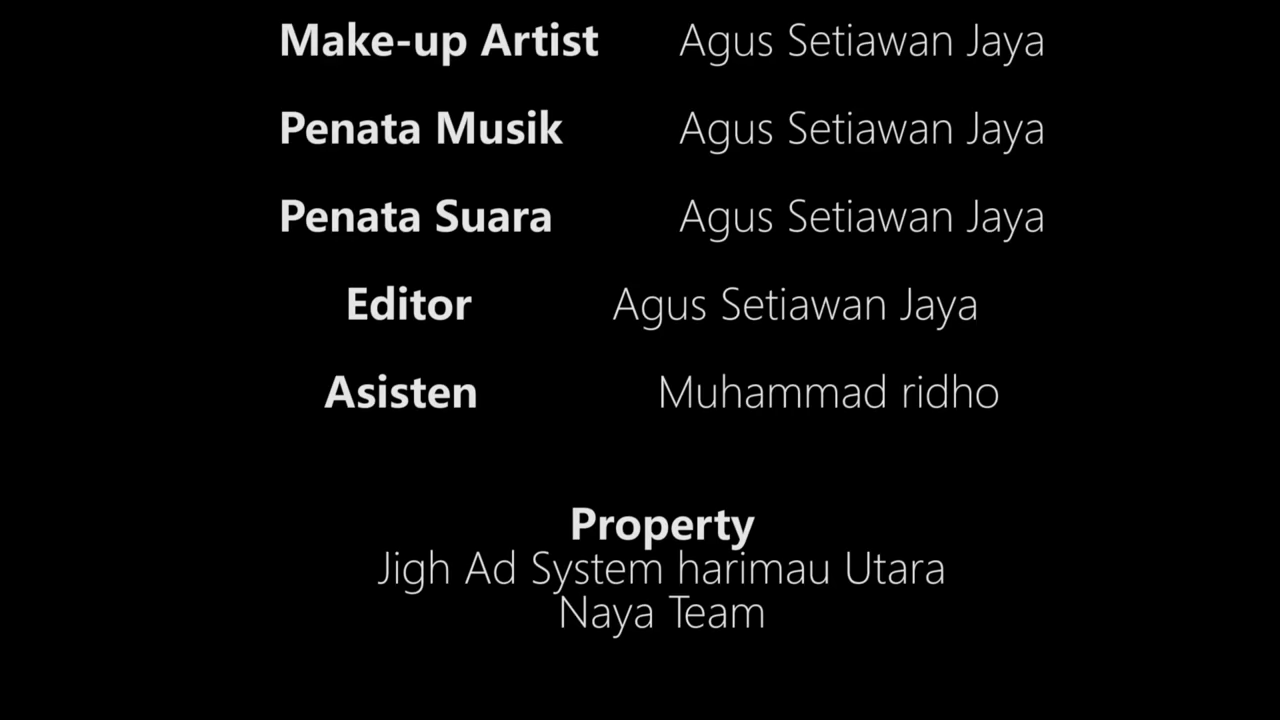 Make-up Artist Agus Setiawan Jaya
Penata Musik Agus Setiawan Jaya
Penata Suara Agus Setiawan Jaya
Editor Agus Setiawan Jaya
Asisten Muhammad ridho
Property
Jigh Ad System harimau Utara
Naya Team